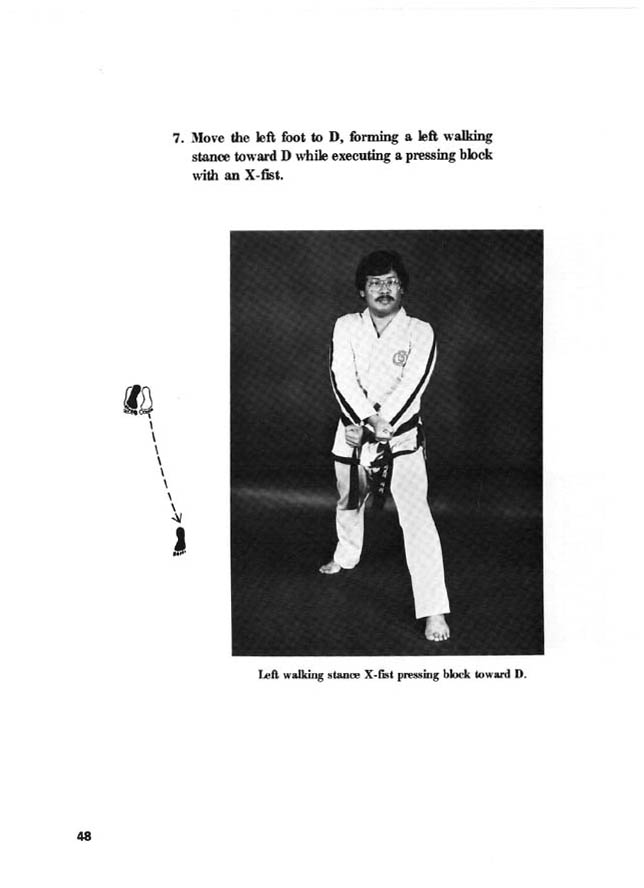 7. Move the left foot to D, forming a left walking
stance toward D while executing a pressing block
with an X-fist.
Left walking stance X-fist pressing block toward D.
48